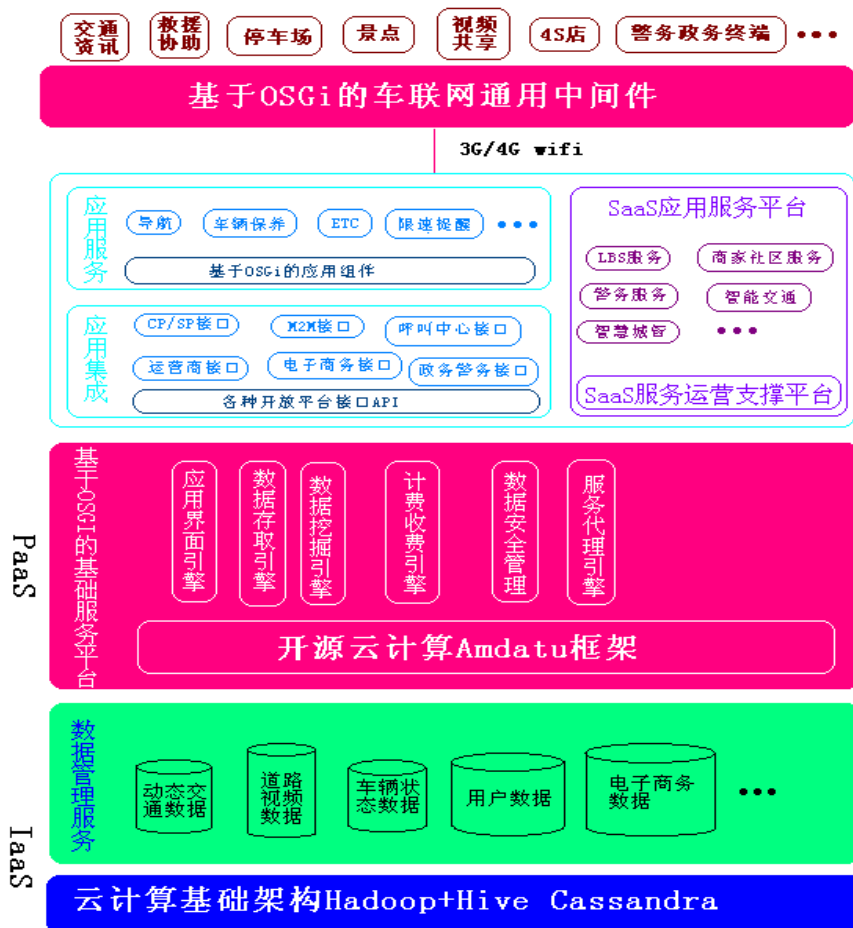 交通
资讯
救援
协助
停车场
景点
视频
共享
4S店
警务政务终端
•••
基于OSGi的车联网通用中间件
3G/4G wifi
应用服务
导航
车辆保养
ETC
限速提醒
•••
基于OSGi的应用组件
应用集成
CP/SP接口
M2M接口
呼叫中心接口
运营商接口
电子商务接口
政务警务接口
各种开放平台接口API
SaaS应用服务平台
LBS服务
商家社区服务
警务服务
智能交通
智慧城管
•••
SaaS服务运营支撑平台
PaaS
基于OSGI的基础服务平台
应用界面引擎
数据存取引擎
数据挖掘引擎
计费收费引擎
数据安全管理
服务代理引擎
开源云计算Amdatu框架
IaaS
数据管理服务
动态交
通数据
道路
视频
数据
车辆状
态数据
用户数据
电子商务
数据
•••
云计算基础架构Hadoop+Hive Cassandra